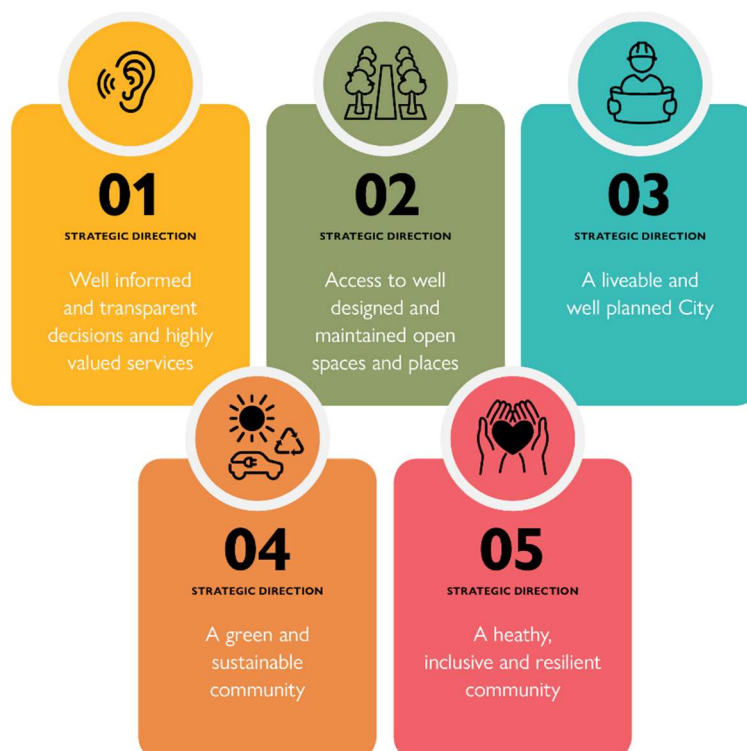 01
STRATEGIC DIRECTION
Well informed
and transparent
decisions and highly
valued services
02
STRATEGIC DIRECTION
Access to well
designed and
maintained open
spaces and places
03
STRATEGIC DIRECTION
A liveable and
well planned City
04
STRATEGIC DIRECTION
A green and
sustainable
community
05
STRATEGIC DIRECTION
A heathy,
inclusive and resilient
community